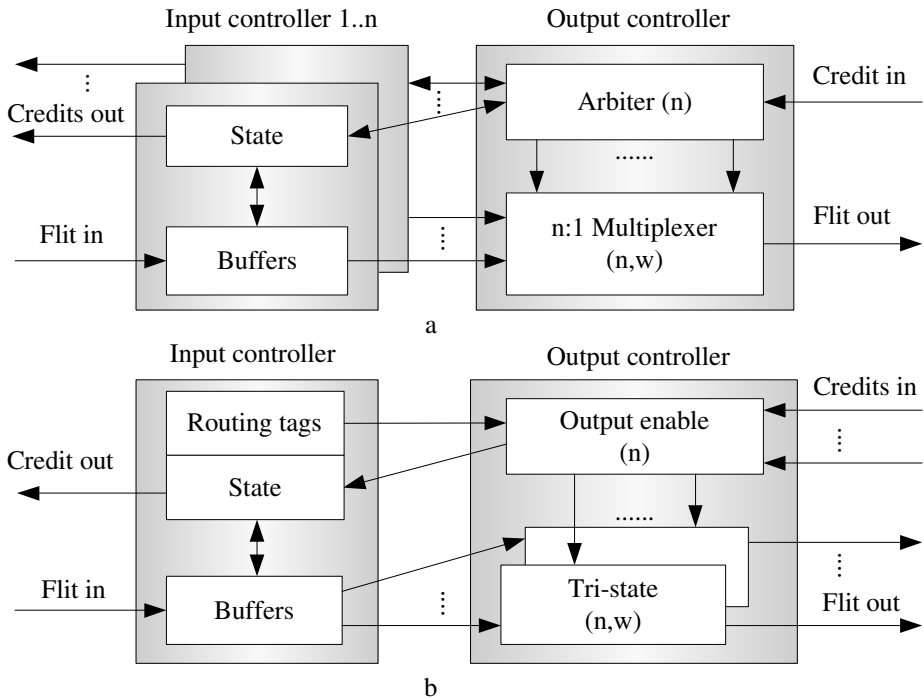 Input controller 1..n
Output controller
Credits out
State
Arbiter (n)
Credit in
......
Flit in
Buffers
n:1 Multiplexer
(n,w)
Flit out
a
Input controller
Output controller
Routing tags
Output enable
(n)
Credits in
Credit out
State
......
Flit in
Buffers
Tri-state
(n,w)
Flit out
b